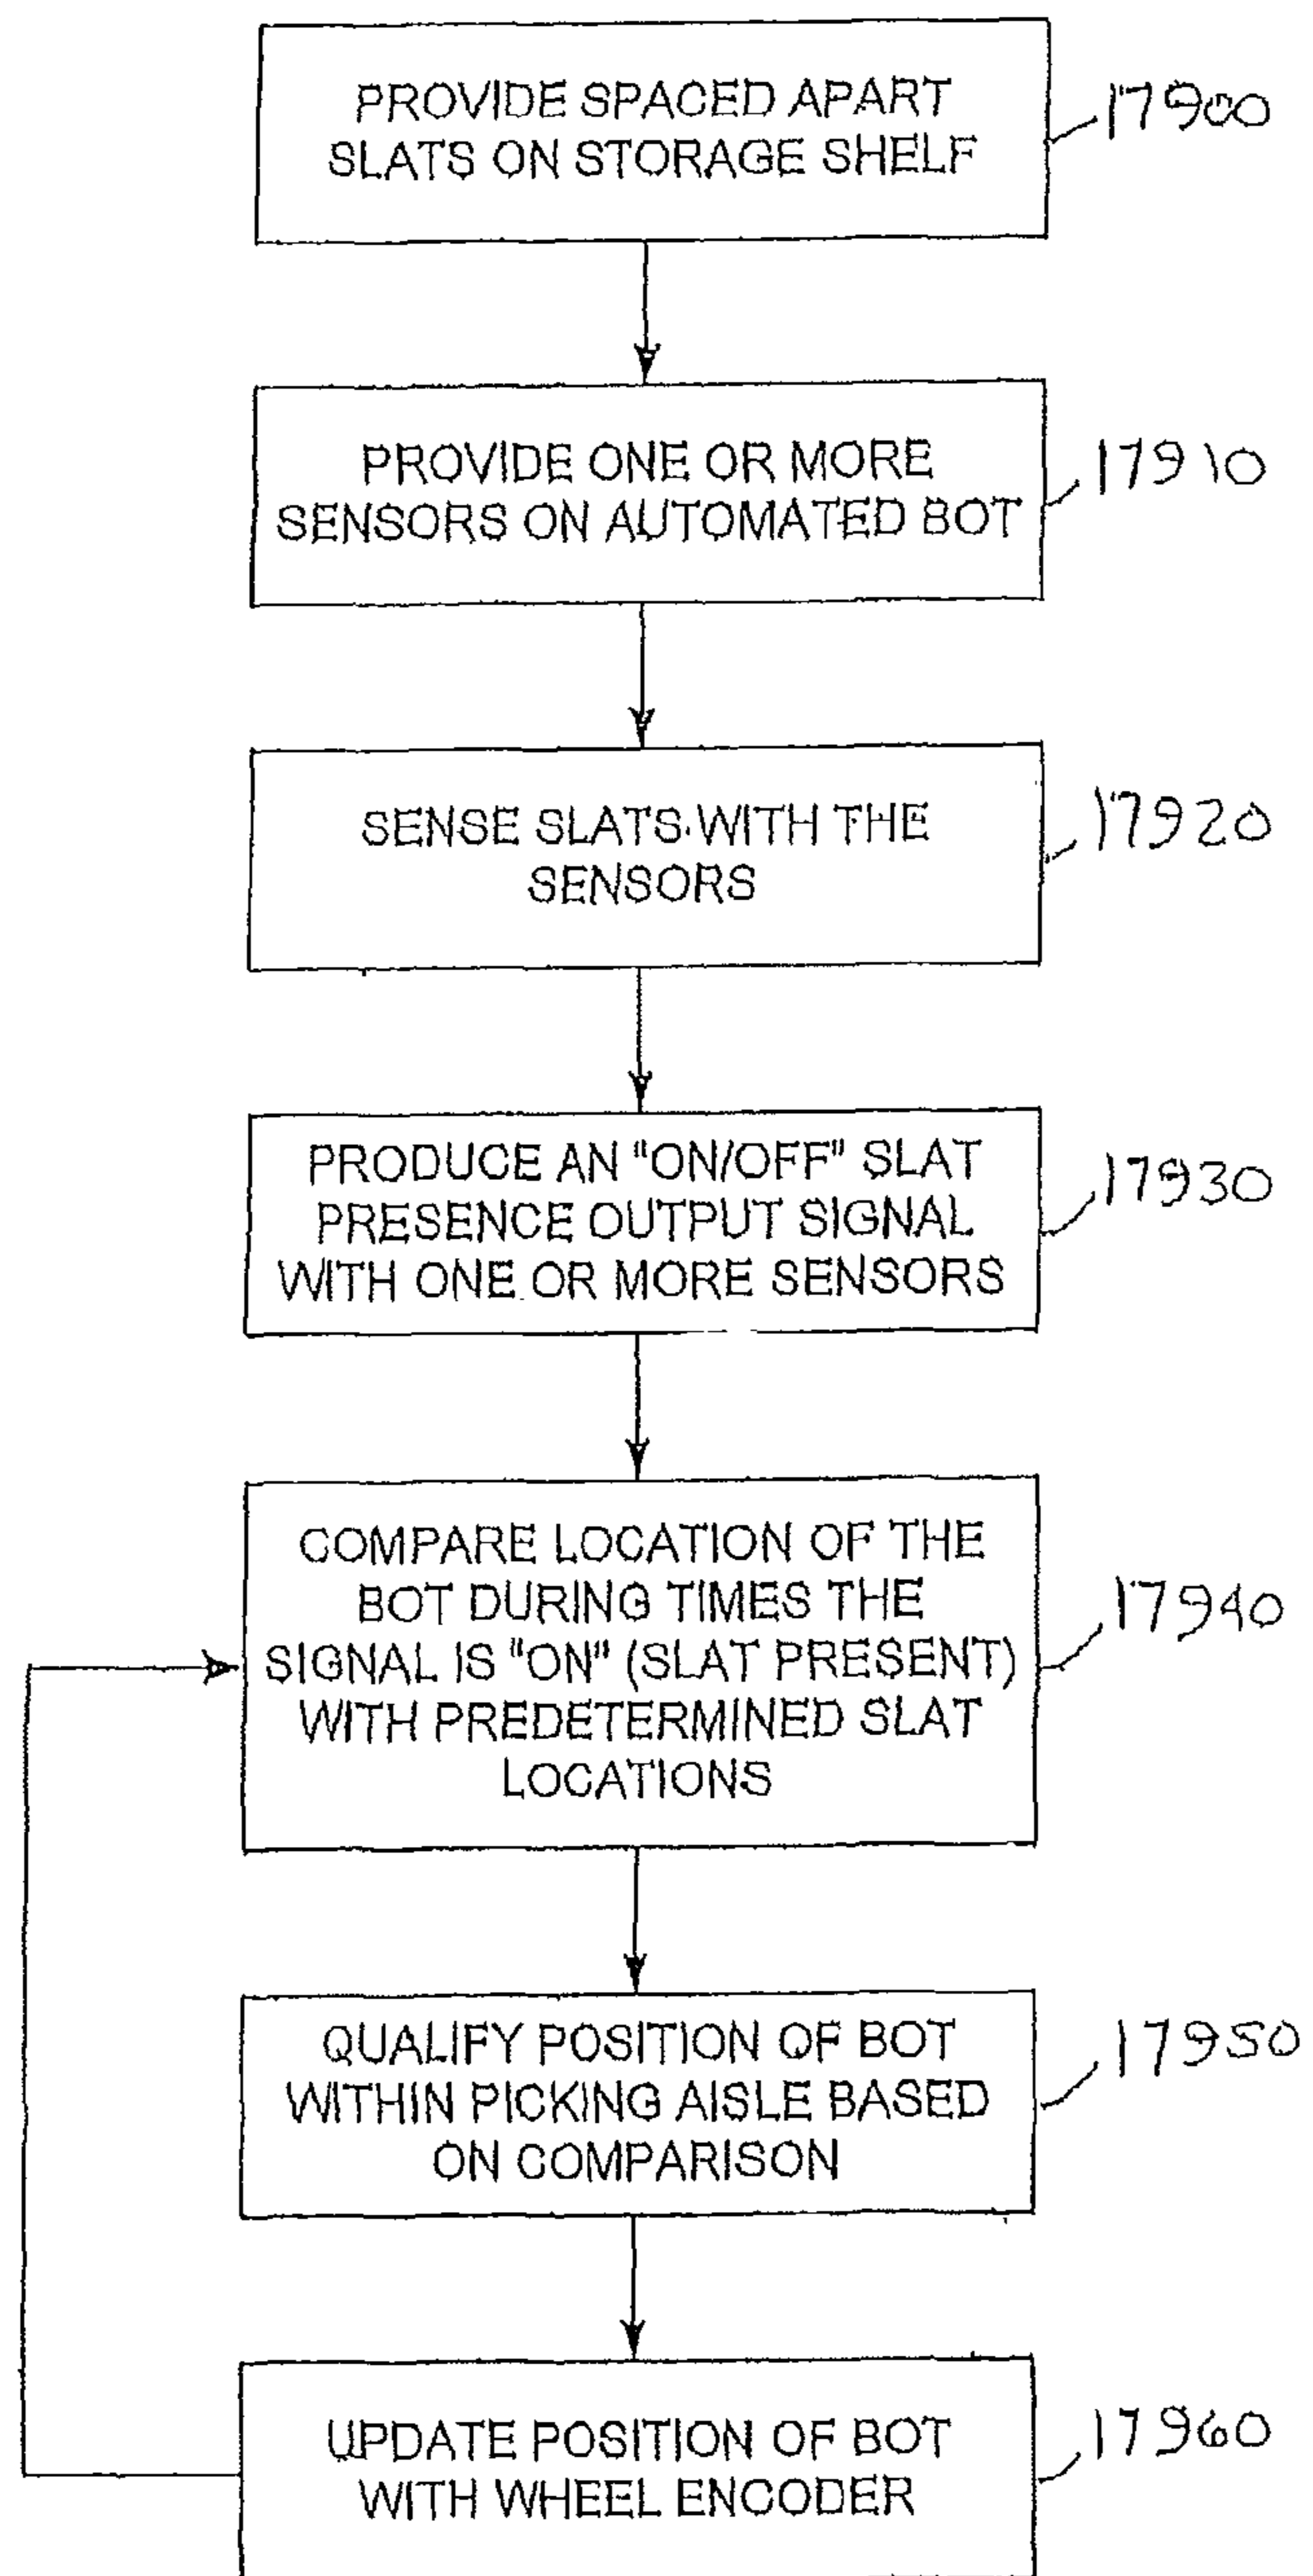 PROVIDE SPACED APART
SLATS ON STORAGE SHELF
17900
PROVIDE ONE OR MORE
SENSORS ON AUTOMATED BOT
17910
SENSE SLATS WITH THE
SENSORS
17920
PRODUCE AN "ON/OFF" SLAT
PRESENCE OUTPUT SIGNAL
WITH ONE OR MORE SENSORS
17930
COMPARE LOCATION OF THE
BOT DURING TIMES THE
SIGNAL IS "ON" (SLAT PRESENT)
WITH PREDETERMINED SLAT
LOCATIONS
17940
QUALIFY POSITION OF BOT
WITHIN PICKING AISLE BASED
ON COMPARISON
17950
UPDATE POSITION OF BOT
WITH WHEEL ENCODER
17960